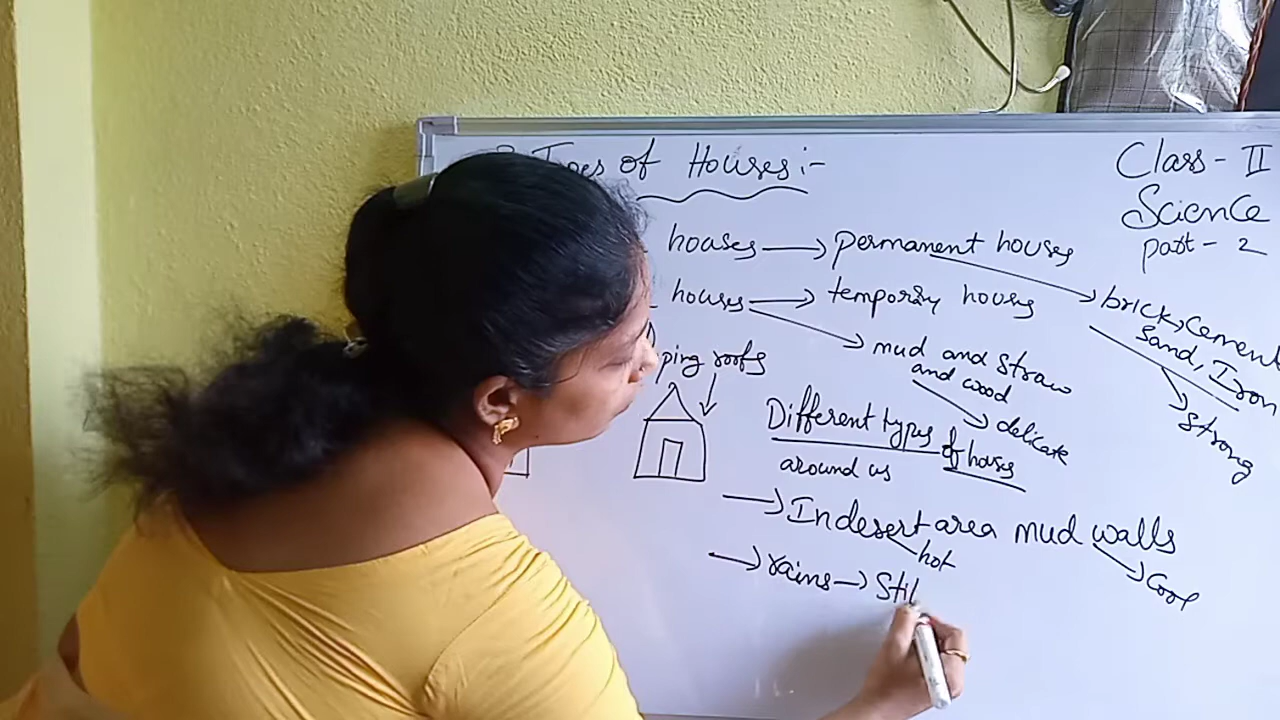 Types of Houses:-
Class - II
Science
part - 2
houses → permanent houses
brick, cement
Sand, Iron
Strong
houses → temporary houses
mud and straw
and wood
delicate
ping roofs
Different types of houses
around us
→ In desert area mud walls
hot
cool
→ rains → Stil